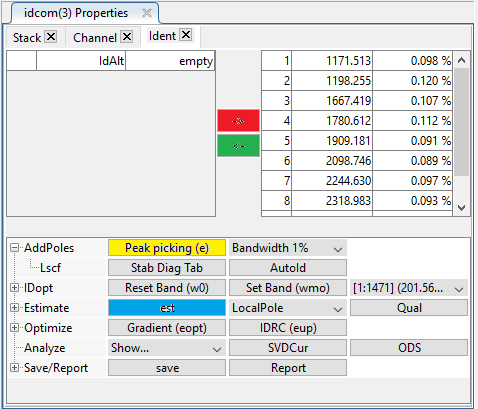 idcom(3) Properties
Stack Channel Ident
IdAlt empty
1 1171.513 0.098 %
2 1198.255 0.120 %
3 1667.419 0.107 %
4 1780.612 0.112 %
5 1909.181 0.091 %
6 2098.746 0.089 %
7 2244.630 0.097 %
8 2318.983 0.093 %
AddPoles Peak picking (e) Bandwidth 1%
Lscf Stab Diag Tab AutoId
IDopt Reset Band (w0) Set Band (wmo) [1:1471] (201.56...
Estimate est LocalPole Qual
Optimize Gradient (eopt) IDRC (eup)
Analyze Show... SVDCur ODS
Save/Report save Report